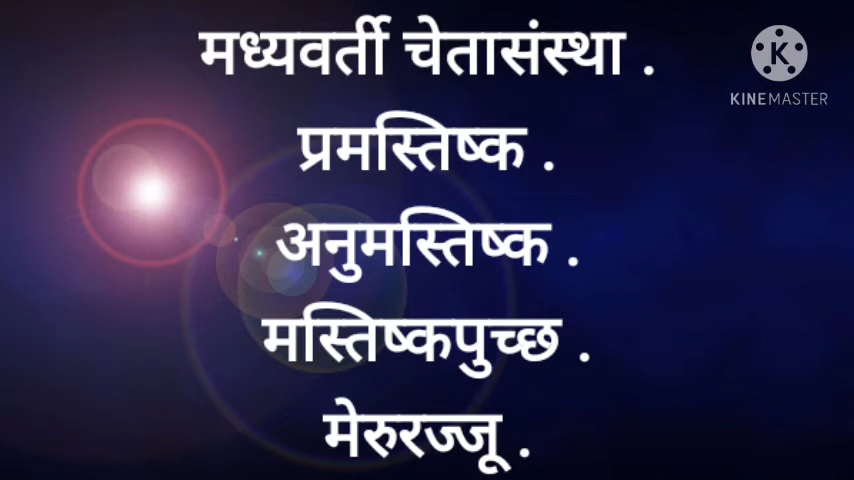 मध्यवर्ती चेतासंस्था .
K
KINEMASTER
प्रमस्तिष्क .
अनुमस्तिष्क .
मस्तिष्कपुच्छ .
मेरुरज्जू .